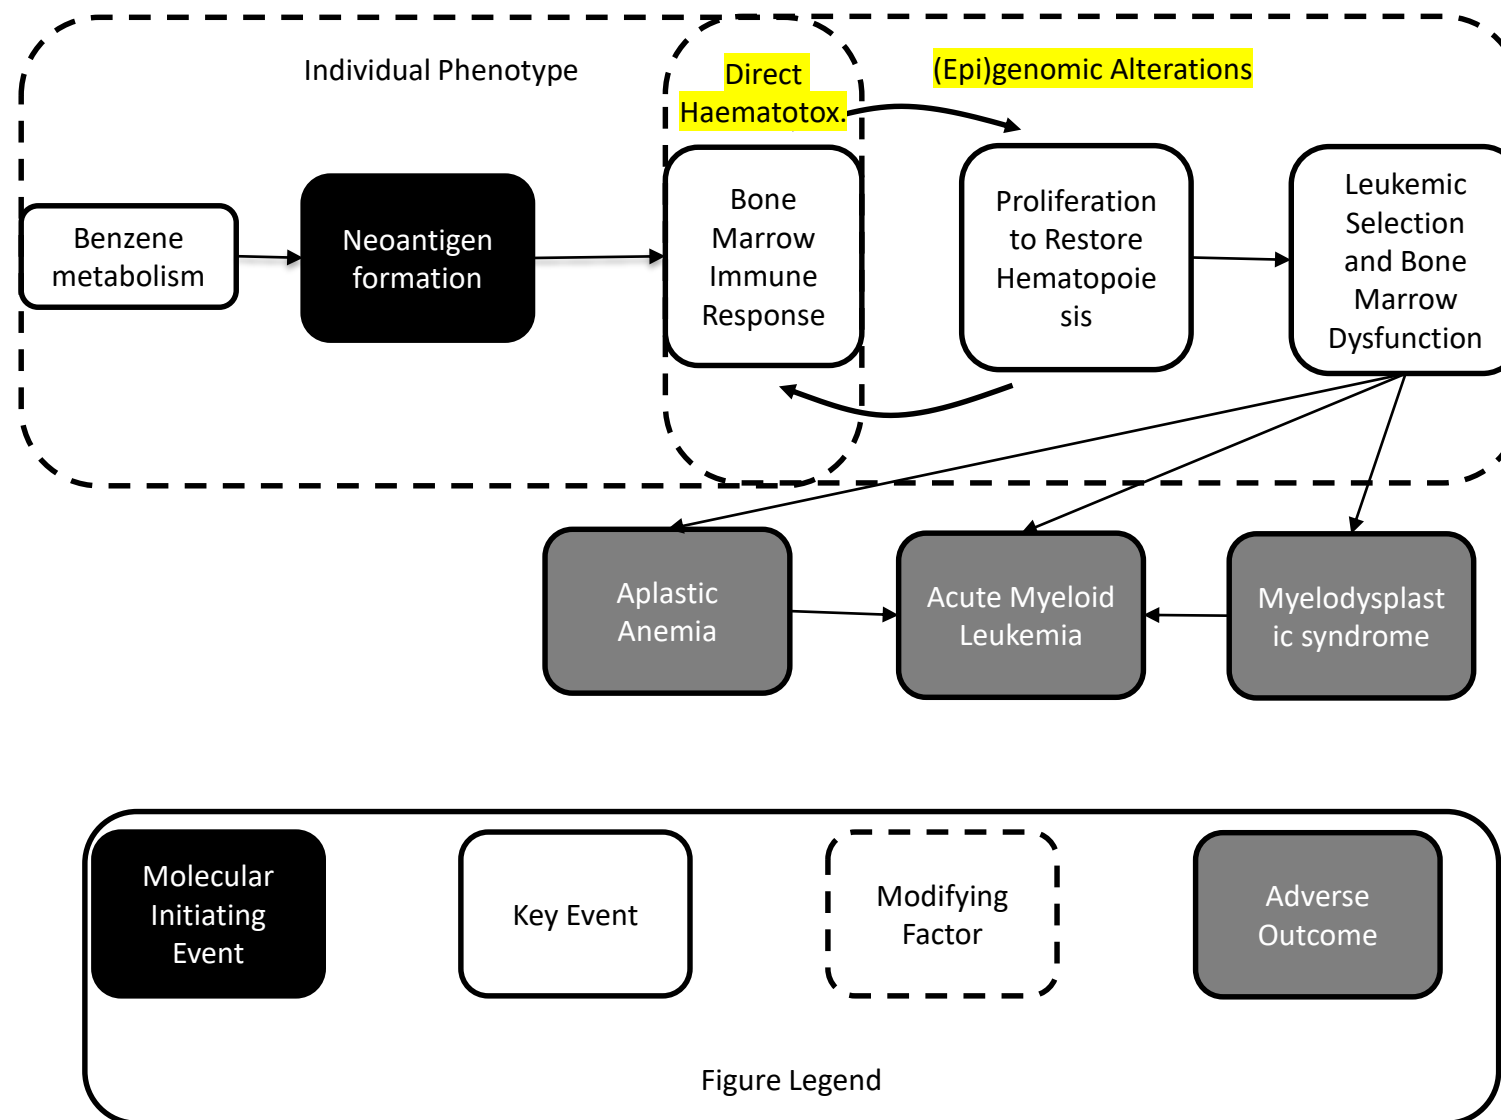 Individual Phenotype
Direct
Haematotox.
(Epi)genomic Alterations
Benzene
metabolism
Neoantigen
formation
Bone
Marrow
Immune
Response
Proliferation
to Restore
Hematopoie
sis
Leukemic
Selection
and Bone
Marrow
Dysfunction
Aplastic
Anemia
Acute Myeloid
Leukemia
Myelodysplast
ic syndrome
Molecular
Initiating
Event
Key Event
Modifying
Factor
Adverse
Outcome
Figure Legend